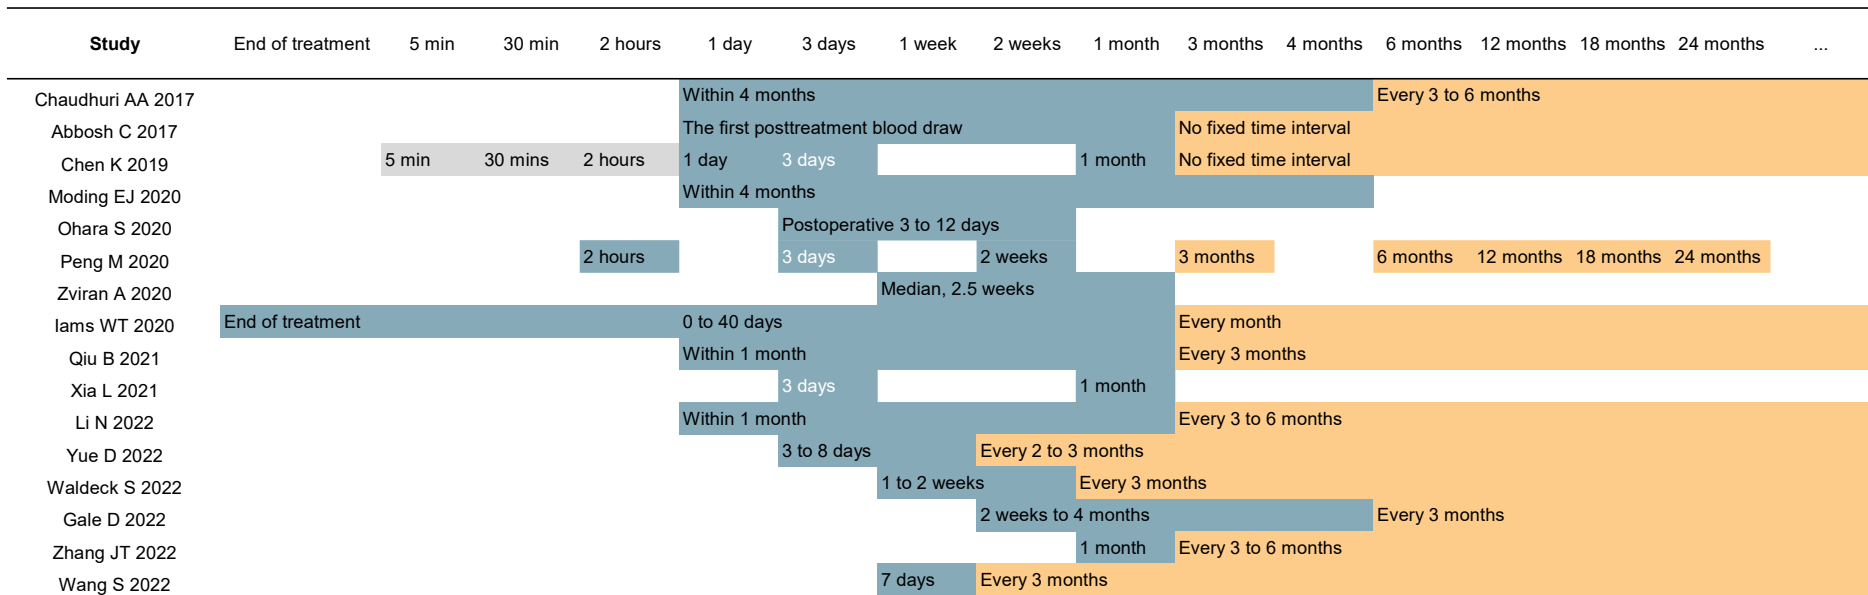 Study End of treatment 5 min 30 min 2 hours 1 day 3 days 1 week 2 weeks 1 month 3 months 4 months 6 months 12 months 18 months 24 months ...
Chaudhuri AA 2017 Within 4 months Every 3 to 6 months
Abbosh C 2017 The first posttreatment blood draw No fixed time interval
Chen K 2019 5 min 30 mins 2 hours 1 day 3 days 1 month No fixed time interval
Moding EJ 2020 Within 4 months
Ohara S 2020 Postoperative 3 to 12 days
Peng M 2020 2 hours 3 days 2 weeks 3 months 6 months 12 months 18 months 24 months
Zviran A 2020 Median, 2.5 weeks
Iams WT 2020 End of treatment 0 to 40 days Every month
Qiu B 2021 Within 1 month Every 3 months
Xia L 2021 3 days 1 month
Li N 2022 Within 1 month Every 3 to 6 months
Yue D 2022 3 to 8 days Every 2 to 3 months
Waldeck S 2022 1 to 2 weeks Every 3 months
Gale D 2022 2 weeks to 4 months Every 3 months
Zhang JT 2022 1 month Every 3 to 6 months
Wang S 2022 7 days Every 3 months